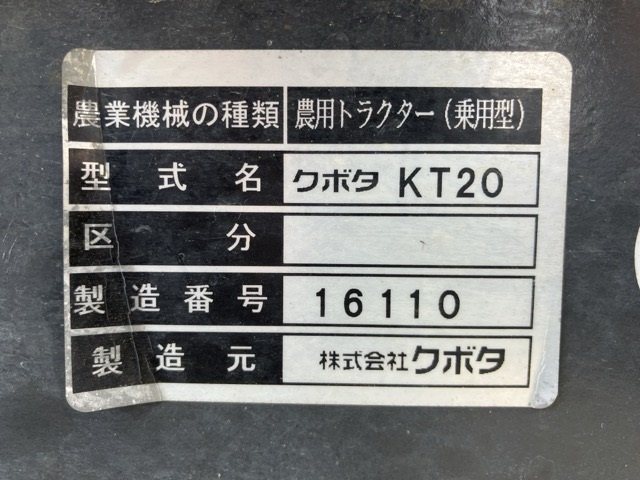 農業機械の種類 農用トラクター(乗用型)
型式名 クボタ KT20
区分
製造番号 16110
製造元 株式会社クボタ